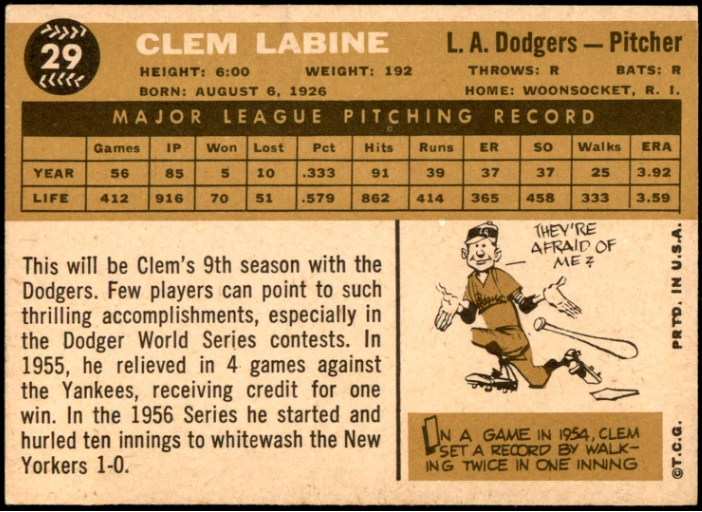 29
CLEM LABINE
L. A. Dodgers — Pitcher
HEIGHT: 6:00 WEIGHT: 192 THROWS: R BATS: R
BORN: AUGUST 6, 1926 HOME: WOONSOCKET, R. I.
MAJOR LEAGUE PITCHING RECORD
Games IP Won Lost Pct Hits Runs ER SO Walks ERA
YEAR 56 85 5 10 .333 91 39 37 37 25 3.92
LIFE 412 916 70 51 .579 862 414 365 458 333 3.59
This will be Clem's 9th season with the
Dodgers. Few players can point to such
thrilling accomplishments, especially in
the Dodger World Series contests. In
1955, he relieved in 4 games against
the Yankees, receiving credit for one
win. In the 1956 Series he started and
hurled ten innings to whitewash the New
Yorkers 1-0.
THEY'RE
AFRAID OF
ME?
IN A GAME IN 1954, CLEM
SET A RECORD BY WALK-
ING TWICE IN ONE INNING
©T.C.G. PRTD. IN U.S.A.